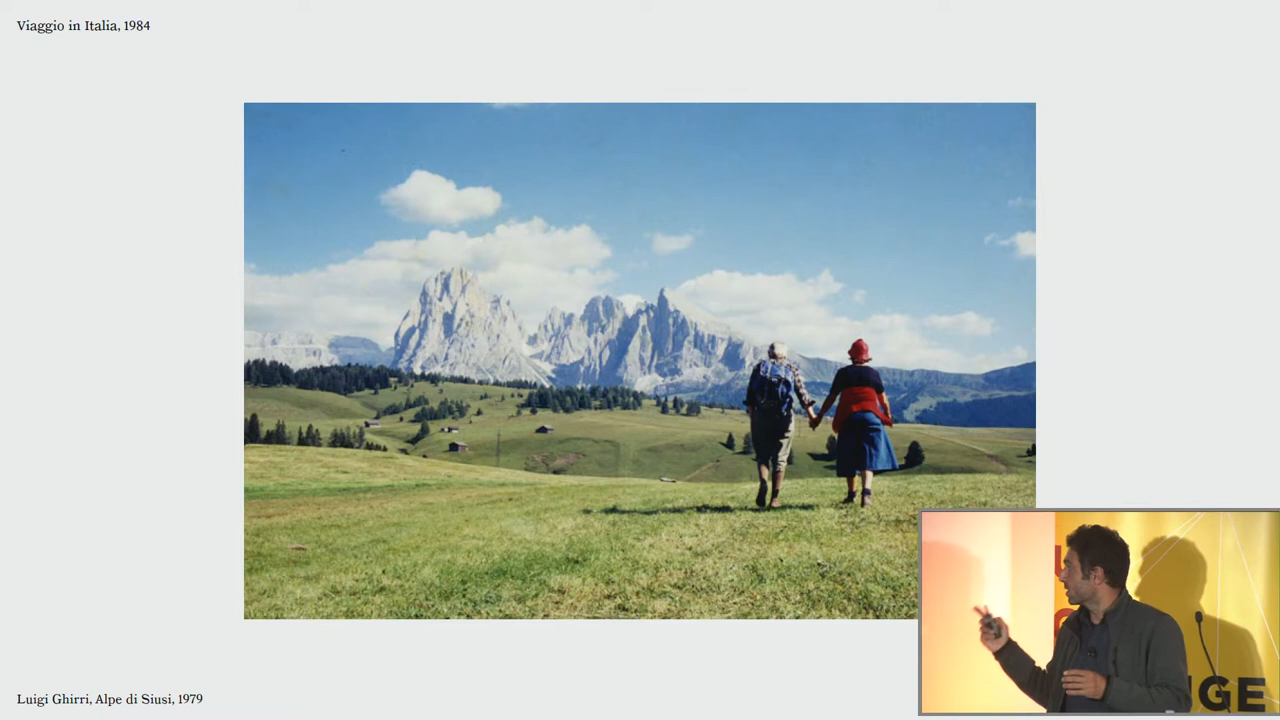 Viaggio in Italia, 1984
Luigi Ghirri, Alpe di Siusi, 1979